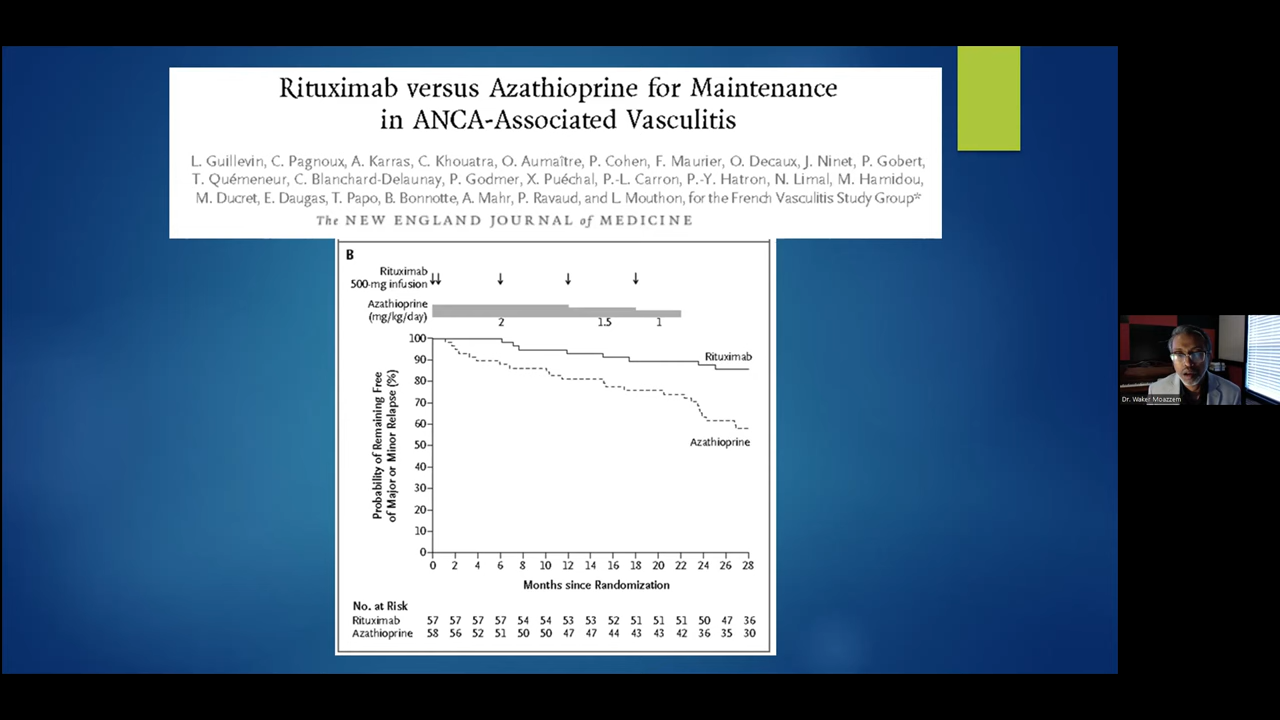 Rituximab versus Azathioprine for Maintenance
in ANCA-Associated Vasculitis
L. Guillevin, C. Pagnoux, A. Karras, C. Khouatra, O. Aumaître, P. Cohen, F. Maurier, O. Decaux, J. Ninet, P. Gobert,
T. Quémeneur, C. Blanchard-Delaunay, P. Godmer, X. Puéchal, P.-L. Carron, P.-Y. Hatron, N. Limal, M. Hamidou,
M. Ducret, E. Daugas, T. Papo, B. Bonnotte, A. Mahr, P. Ravaud, and L. Mouthon, for the French Vasculitis Study Group*
The NEW ENGLAND JOURNAL of MEDICINE
B
Rituximab
500-mg infusion
Azathioprine
(mg/kg/day)
2 1.5 1
Probability of Remaining Free
of Major or Minor Relapse (%)
100
90
80
70
60
50
40
30
20
10
0
Rituximab
Azathioprine
0 2 4 6 8 10 12 14 16 18 20 22 24 26 28
Months since Randomization
No. at Risk
Rituximab 57 57 57 57 54 54 53 53 52 51 51 51 50 47 36
Azathioprine 58 56 52 51 50 50 47 47 44 43 43 42 36 35 30
Dr. Waker Moazzem